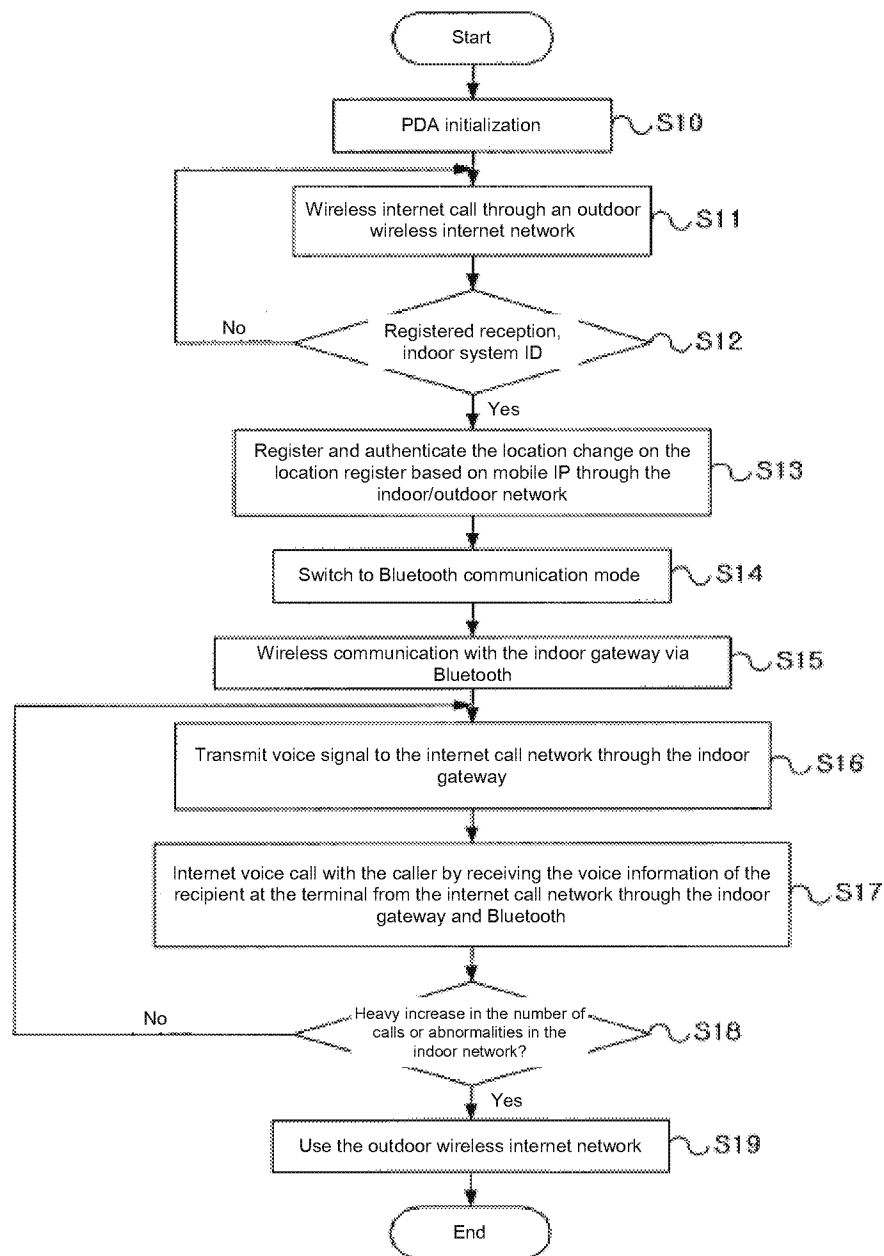 Start
PDA initialization
S10
Wireless internet call through an outdoor
wireless internet network
S11
No
Registered reception,
indoor system ID
S12
Yes
Register and authenticate the location change on the
location register based on mobile IP through the
indoor/outdoor network
S13
Switch to Bluetooth communication mode
S14
Wireless communication with the indoor gateway via
Bluetooth
S15
Transmit voice signal to the internet call network through the indoor
gateway
S16
Internet voice call with the caller by receiving the voice information of the
recipient at the terminal from the internet call network through the indoor
gateway and Bluetooth
S17
No
Heavy increase in the number of
calls or abnormalities in the
indoor network?
S18
Yes
Use the outdoor wireless internet network
S19
End